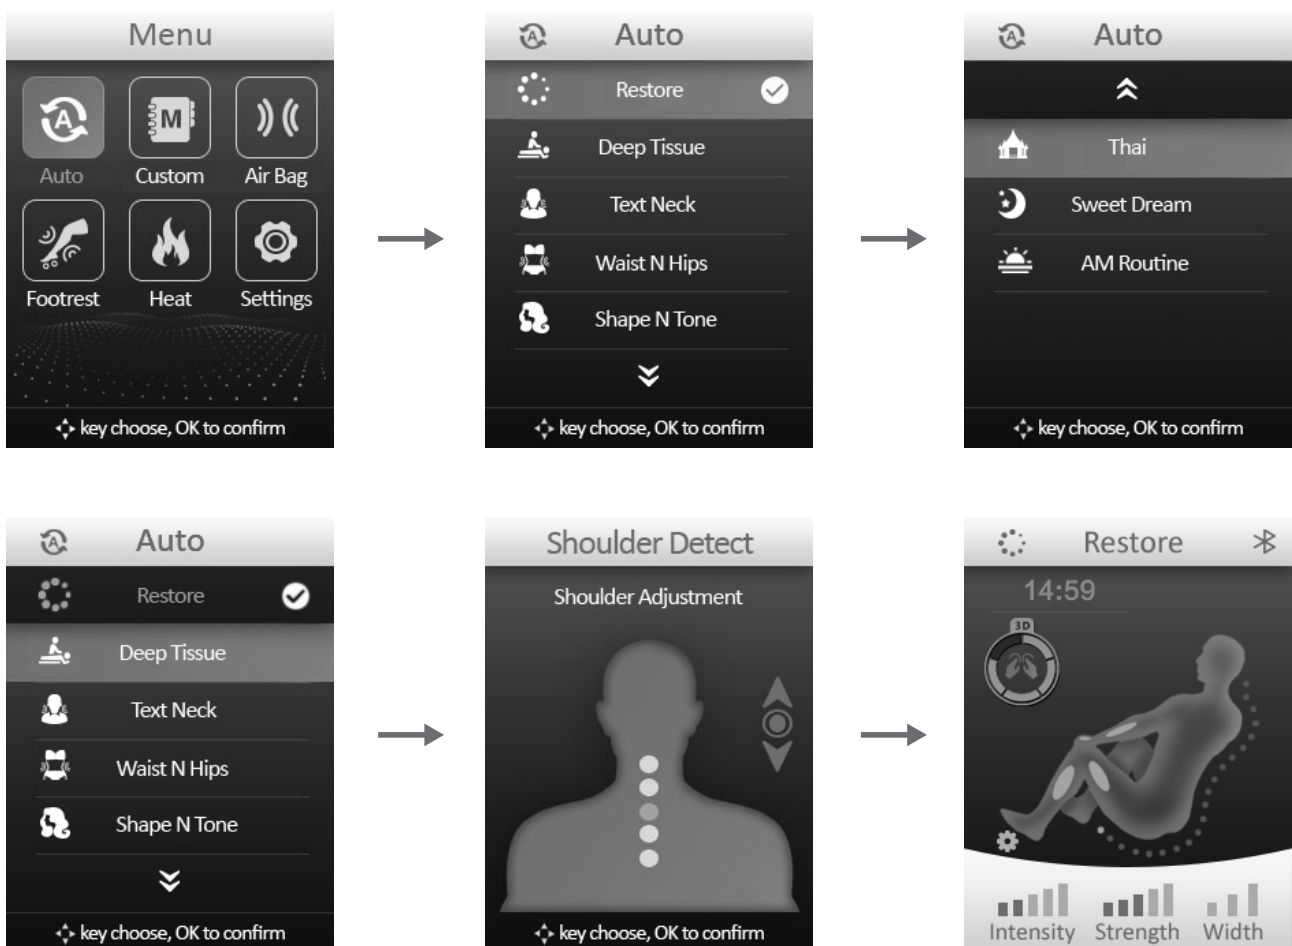 Menu
A
M
Auto
Custom
Air Bag
Footrest
Heat
Settings
key choose, OK to confirm
A
Auto
Restore
Deep Tissue
Text Neck
Waist N Hips
Shape N Tone
key choose, OK to confirm
A
Auto
Thai
Sweet Dream
AM Routine
key choose, OK to confirm
A
Auto
Restore
Deep Tissue
Text Neck
Waist N Hips
Shape N Tone
key choose, OK to confirm
Shoulder Detect
Shoulder Adjustment
key choose, OK to confirm
Restore
14:59
3D
Intensity
Strength
Width